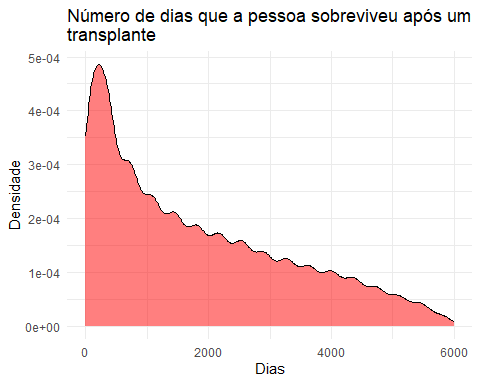 Número de dias que a pessoa sobreviveu após um
transplante
5e-04
4e-04
3e-04
2e-04
1e-04
0e+00
Densidade
0
2000
4000
6000
Dias